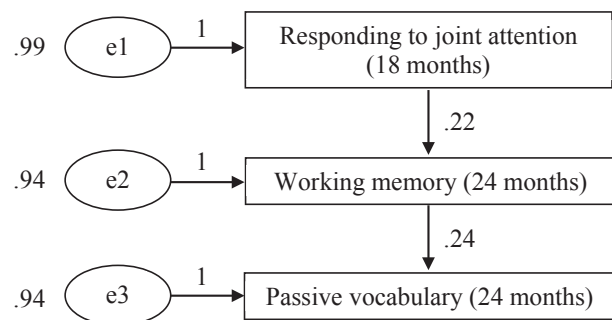 .99 e1 1 Responding to joint attention
(18 months)
.22
.94 e2 1 Working memory (24 months)
.24
.94 e3 1 Passive vocabulary (24 months)